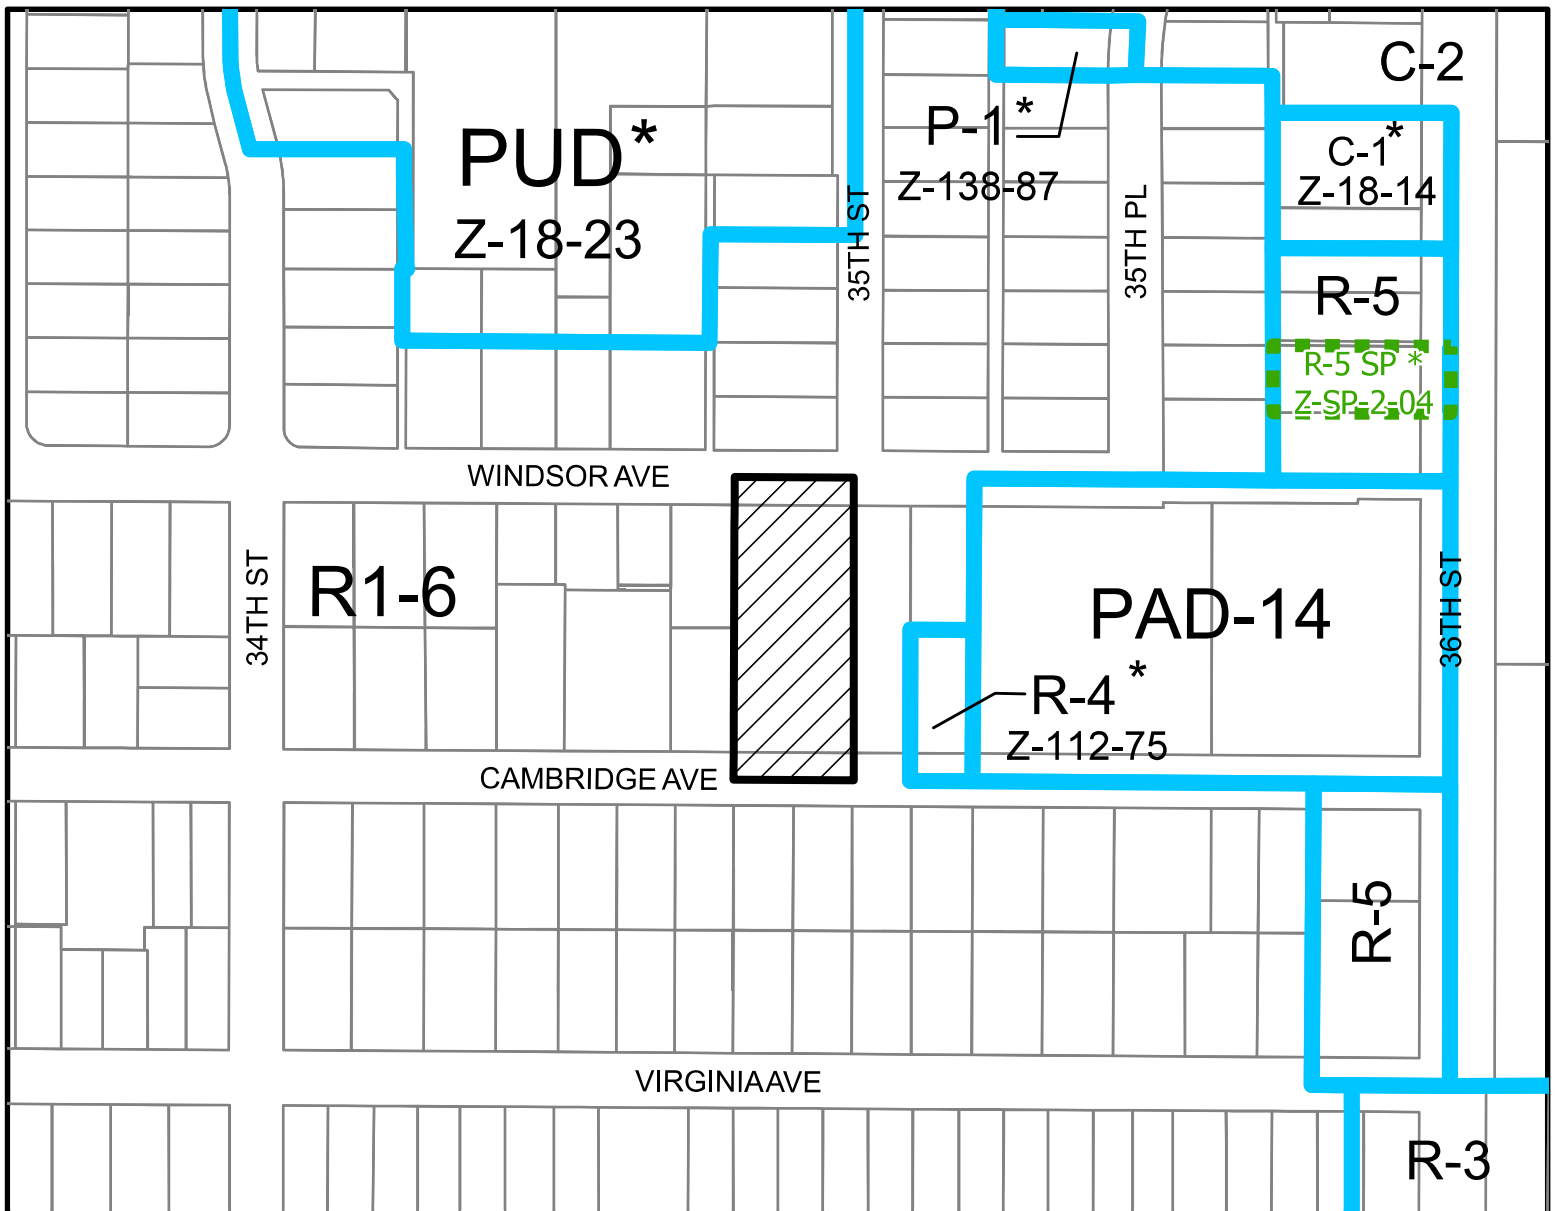 C-2
PUD*
Z-18-23
P-1*
Z-138-87
C-1*
Z-18-14
35TH ST
35TH PL
R-5
R-5 SP *
Z-SP-2-04
WINDSOR AVE
34TH ST
R1-6
PAD-14
36TH ST
R-4 *
Z-112-75
CAMBRIDGE AVE
R-5
VIRGINIA AVE
R-3